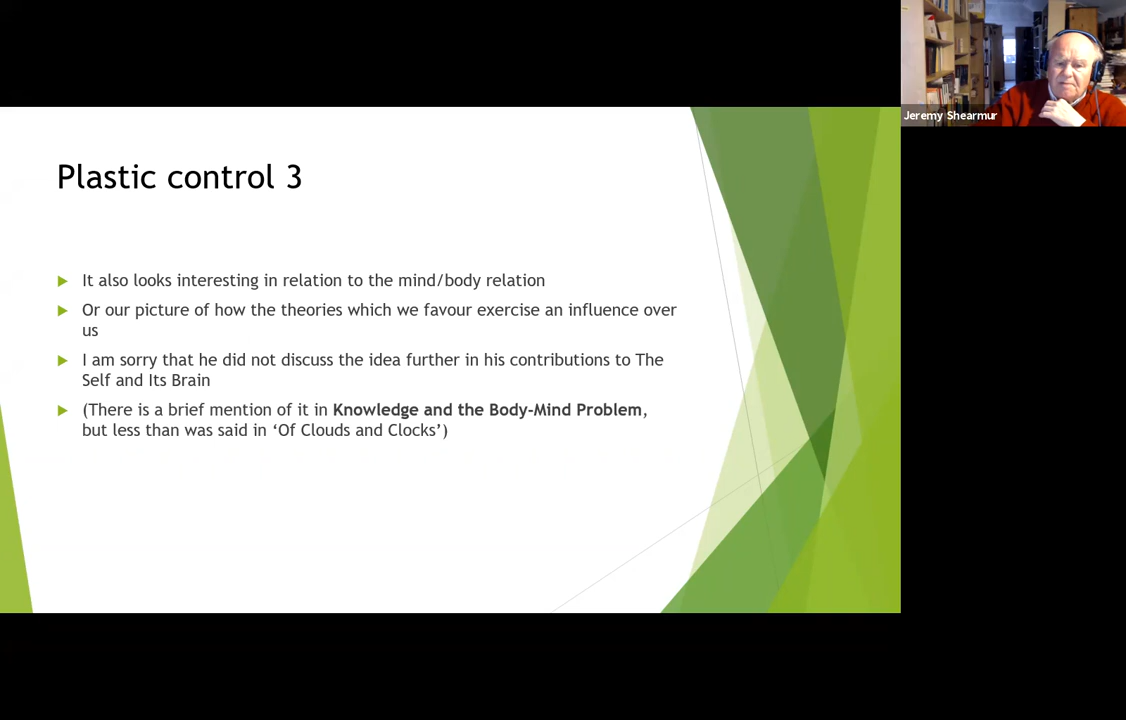 Jeremy Shearmur
Plastic control 3
It also looks interesting in relation to the mind/body relation
Or our picture of how the theories which we favour exercise an influence over
us
I am sorry that he did not discuss the idea further in his contributions to The
Self and Its Brain
(There is a brief mention of it in Knowledge and the Body-Mind Problem,
but less than was said in ‘Of Clouds and Clocks’)